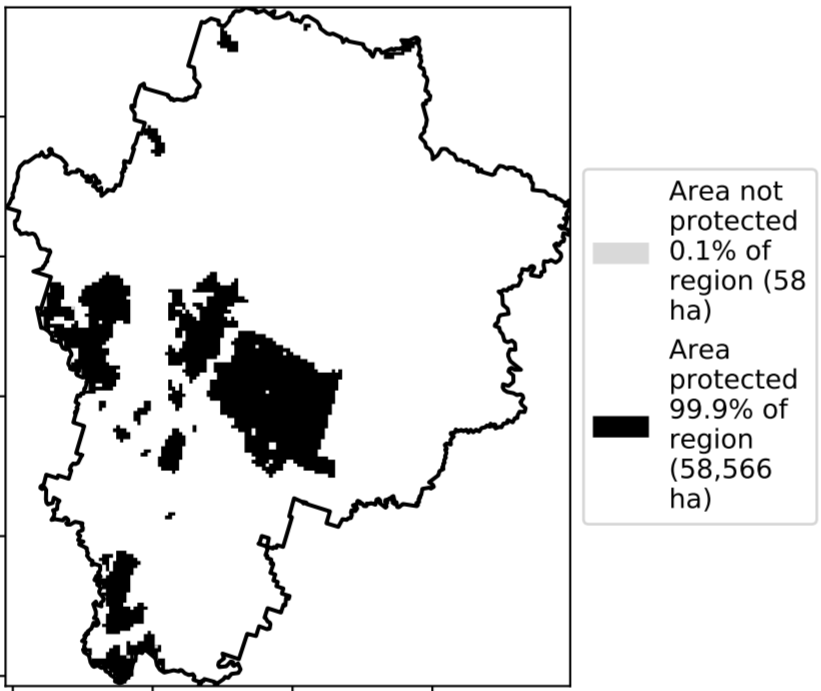 Area not
protected
0.1% of
region (58
ha)
Area
protected
99.9% of
region
(58,566
ha)